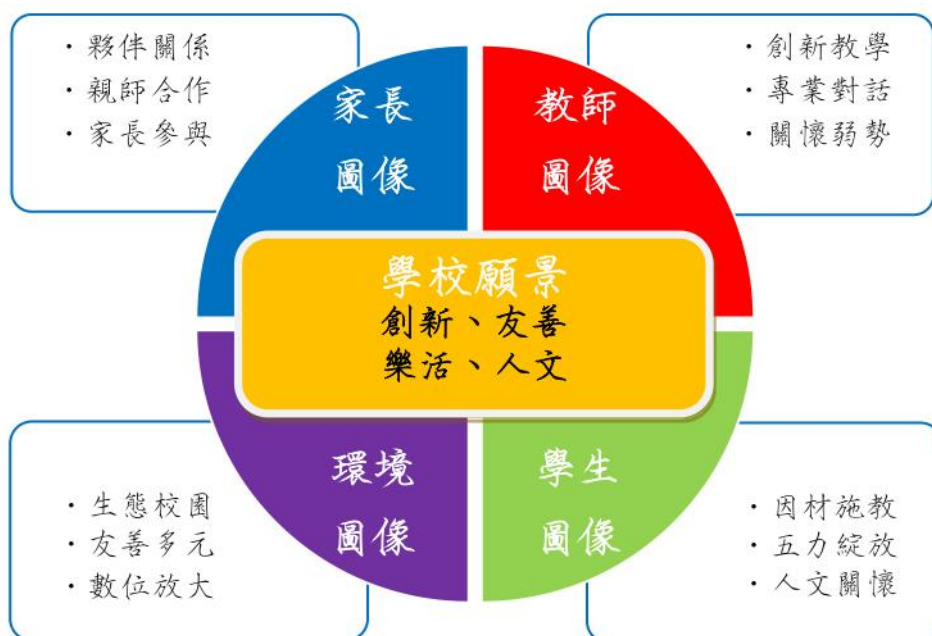 ・夥伴關係
・親師合作
・家長參與
家長
圖像
教師
圖像
・創新教學
・專業對話
・關懷弱勢
學校願景
創新、友善
樂活、人文
・生態校園
・友善多元
・數位放大
環境
圖像
學生
圖像
・因材施教
・五力綻放
・人文關懷